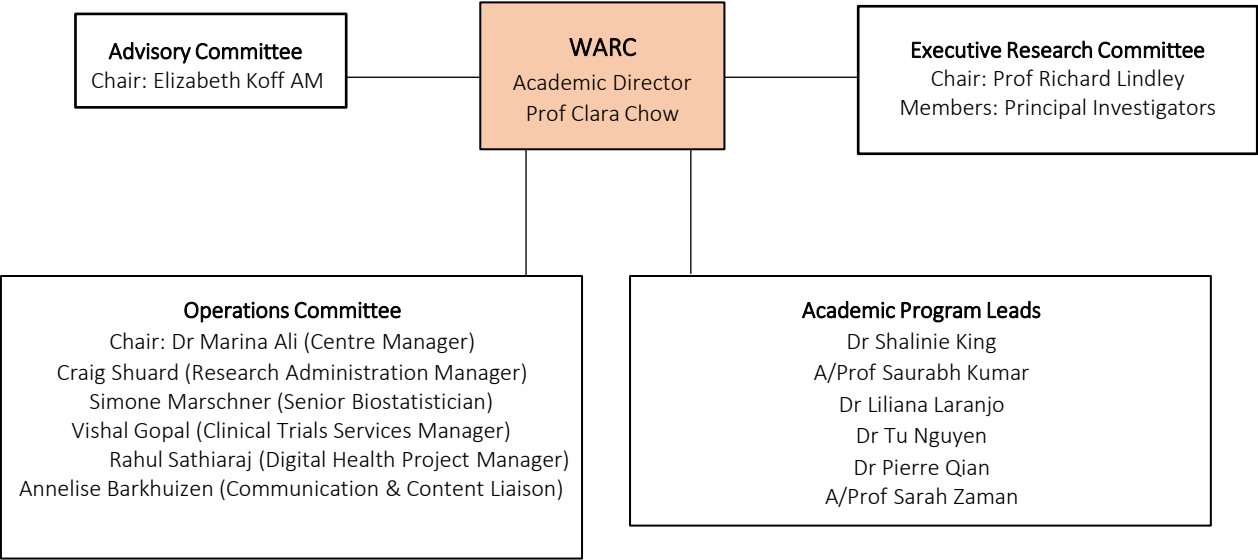 Advisory Committee
Chair: Elizabeth Koff AM
WARC
Academic Director
Prof Clara Chow
Executive Research Committee
Chair: Prof Richard Lindley
Members: Principal Investigators
Operations Committee
Chair: Dr Marina Ali (Centre Manager)
Craig Shuard (Research Administration Manager)
Simone Marschner (Senior Biostatistician)
Vishal Gopal (Clinical Trials Services Manager)
Rahul Sathiaraj (Digital Health Project Manager)
Annelise Barkhuizen (Communication & Content Liaison)
Academic Program Leads
Dr Shalinie King
A/Prof Saurabh Kumar
Dr Liliana Laranjo
Dr Tu Nguyen
Dr Pierre Qian
A/Prof Sarah Zaman